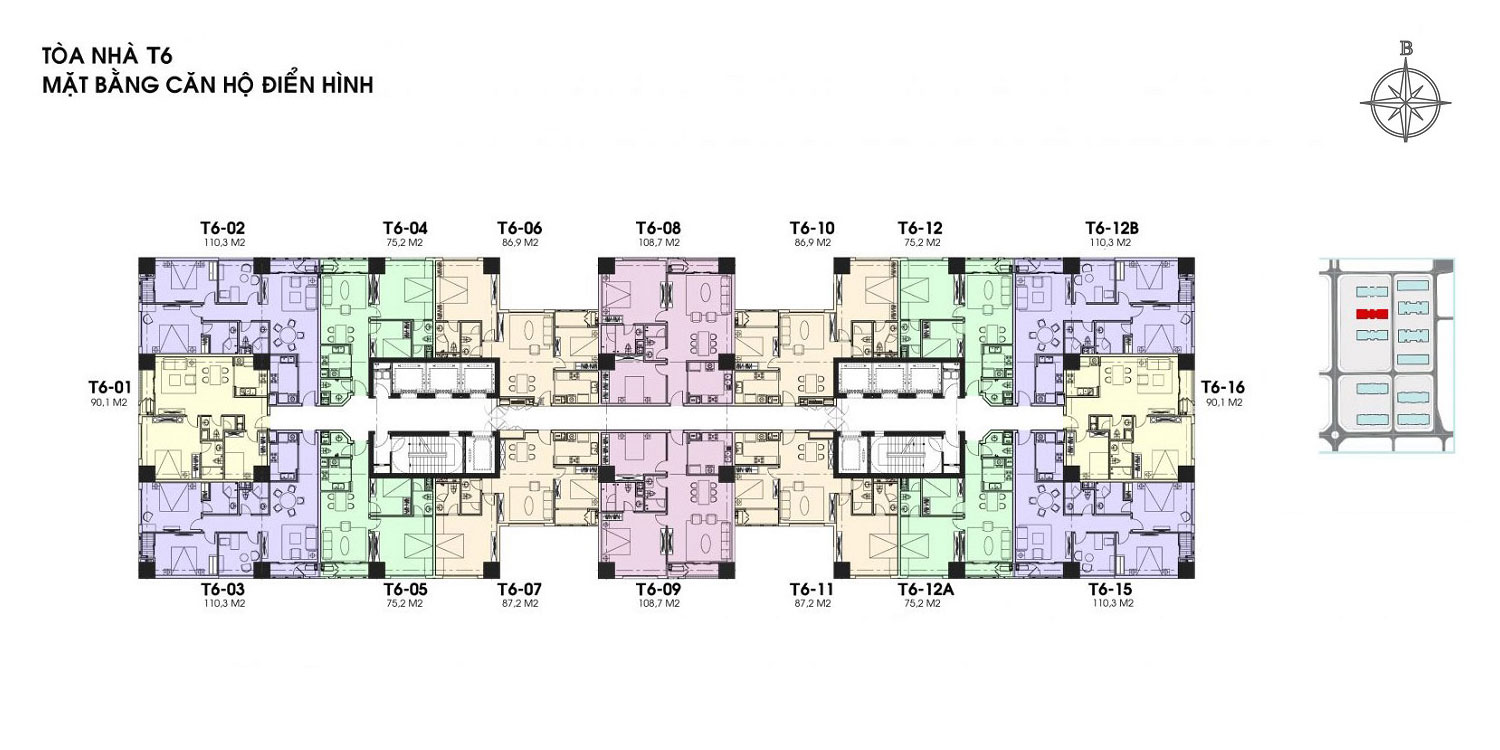 TÒA NHÀ T6
MẶT BẰNG CĂN HỘ ĐIỂN HÌNH
B
T6-02
110,3 M2
T6-04
75,2 M2
T6-06
86,9 M2
T6-08
108,7 M2
T6-10
86,9 M2
T6-12
75,2 M2
T6-12B
110,3 M2
T6-01
90,1 M2
T6-16
90,1 M2
T6-03
110,3 M2
T6-05
75,2 M2
T6-07
87,2 M2
T6-09
108,7 M2
T6-11
87,2 M2
T6-12A
75,2 M2
T6-15
110,3 M2